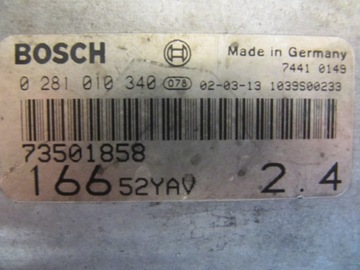 BOSCH
Made in Germany
7441 0149
0 281 010 340 078 02-03-13 1039S00233
73501858
166 52YAV 2.4